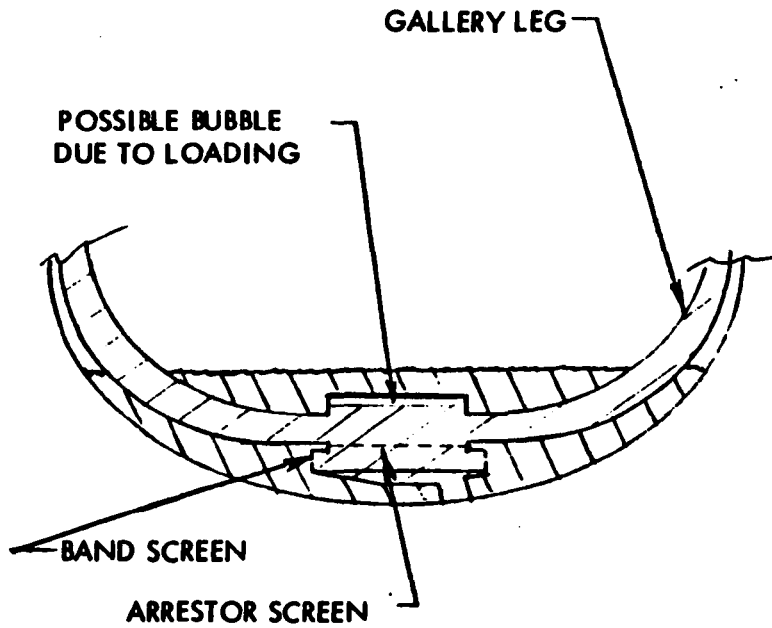 GALLERY LEG
POSSIBLE BUBBLE
DUE TO LOADING
BAND SCREEN
ARRESTOR SCREEN